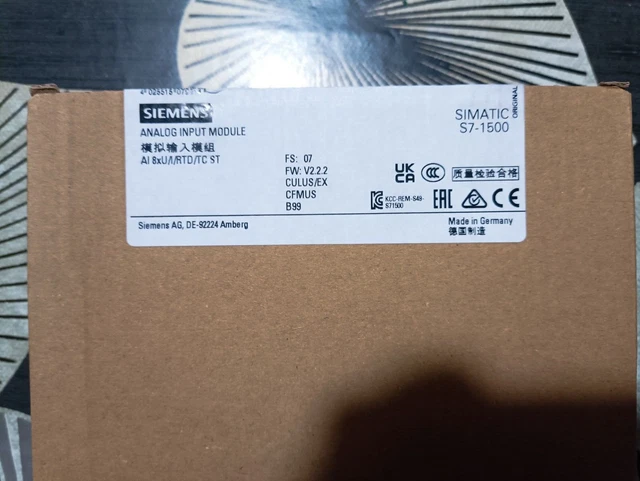 SIEMENS
SIMATIC
S7-1500
ORIGINAL
ANALOG INPUT MODULE
模拟输入模组
AI 8xU/I/RTD/TC ST
FS: 07
FW: V2.2.2
CULUS/EX
CFMUS
B99
UK
CA
CCC
质量检验合格
KCC-REM-S49-
S71500
EAC
CE
Siemens AG, DE-92224 Amberg
Made in Germany
德国制造